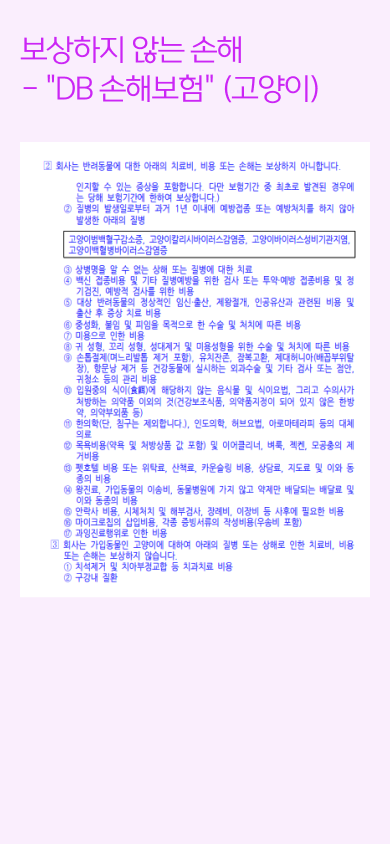 보상하지 않는 손해
- "DB 손해보험" (고양이)
② 회사는 반려동물에 대한 아래의 치료비, 비용 또는 손해는 보상하지 아니합니다.
인지할 수 있는 증상을 포함합니다. 다만 보험기간 중 최초로 발견된 경우에
는 당해 보험기간에 한하여 보상합니다.)
② 질병의 발생일로부터 과거 1년 이내에 예방접종 또는 예방처치를 하지 않아
발생한 아래의 질병
고양이범백혈구감소증, 고양이칼리시바이러스감염증, 고양이바이러스성비기관지염,
고양이백혈병바이러스감염증
③ 상병명을 알 수 없는 상해 또는 질병에 대한 치료
④ 백신 접종비용 및 기타 질병예방을 위한 검사 또는 투약·예방 접종비용 및 정
기검진, 예방적 검사를 위한 비용
⑤ 대상 반려동물의 정상적인 임신·출산, 제왕절개, 인공유산과 관련된 비용 및
출산 후 증상 치료 비용
⑥ 중성화, 불임 및 피임을 목적으로 한 수술 및 처치에 따른 비용
⑦ 미용으로 인한 비용
⑧ 귀 성형, 꼬리 성형, 성대제거 및 미용성형을 위한 수술 및 처치에 따른 비용
⑨ 손톱절제(며느리발톱 제거 포함), 유치잔존, 잠복고환, 제대허니아(배꼽부위탈
장), 항문낭 제거 등 건강동물에 실시하는 외과수술 및 기타 검사 또는 점안,
귀청소 등의 관리 비용
⑩ 입원중의 식이(食餌)에 해당하지 않는 음식물 및 식이요법, 그리고 수의사가
처방하는 의약품 이외의 것(건강보조식품, 의약품지정이 되어 있지 않은 한방
약, 의약부외품 등)
⑪ 한의학(단, 침구는 제외합니다.), 인도의학, 허브요법, 아로마테라피 등의 대체
의료
⑫ 목욕비용(약욕 및 처방상품 값 포함) 및 이어클리너, 벼룩, 젝켄, 모공충의 제
거비용
⑬ 펫호텔 비용 또는 위탁료, 산책료, 카운슬링 비용, 상담료, 지도료 및 이와 동
종의 비용
⑭ 왕진료, 가입동물의 이송비, 동물병원에 가지 않고 약제만 배달되는 배달료 및
이와 동종의 비용
⑮ 안락사 비용, 시체처치 및 해부검사, 장례비, 이장비 등 사후에 필요한 비용
⑯ 마이크로칩의 삽입비용, 각종 증빙서류의 작성비용(우송비 포함)
⑰ 과잉진료행위로 인한 비용
③ 회사는 가입동물인 고양이에 대하여 아래의 질병 또는 상해로 인한 치료비, 비용
또는 손해는 보상하지 않습니다.
① 치석제거 및 치아부정교합 등 치과치료 비용
② 구강내 질환